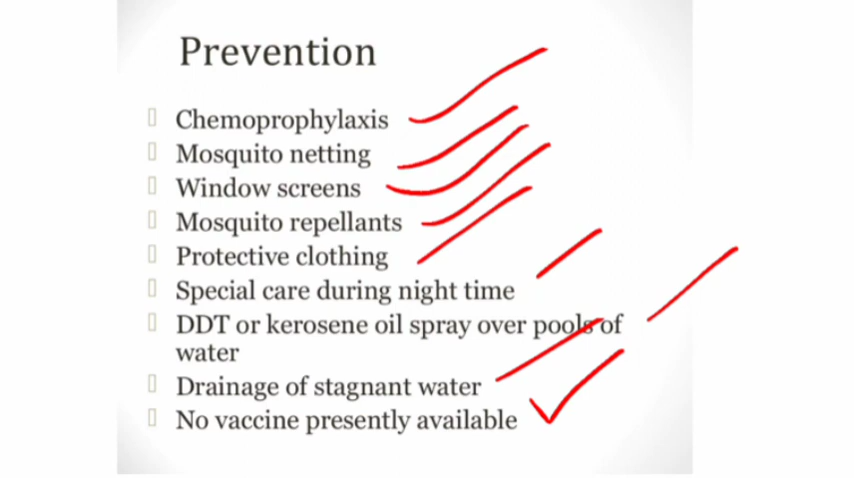 Prevention
Chemoprophylaxis
Mosquito netting
Window screens
Mosquito repellants
Protective clothing
Special care during night time
DDT or kerosene oil spray over pools of
water
Drainage of stagnant water
No vaccine presently available